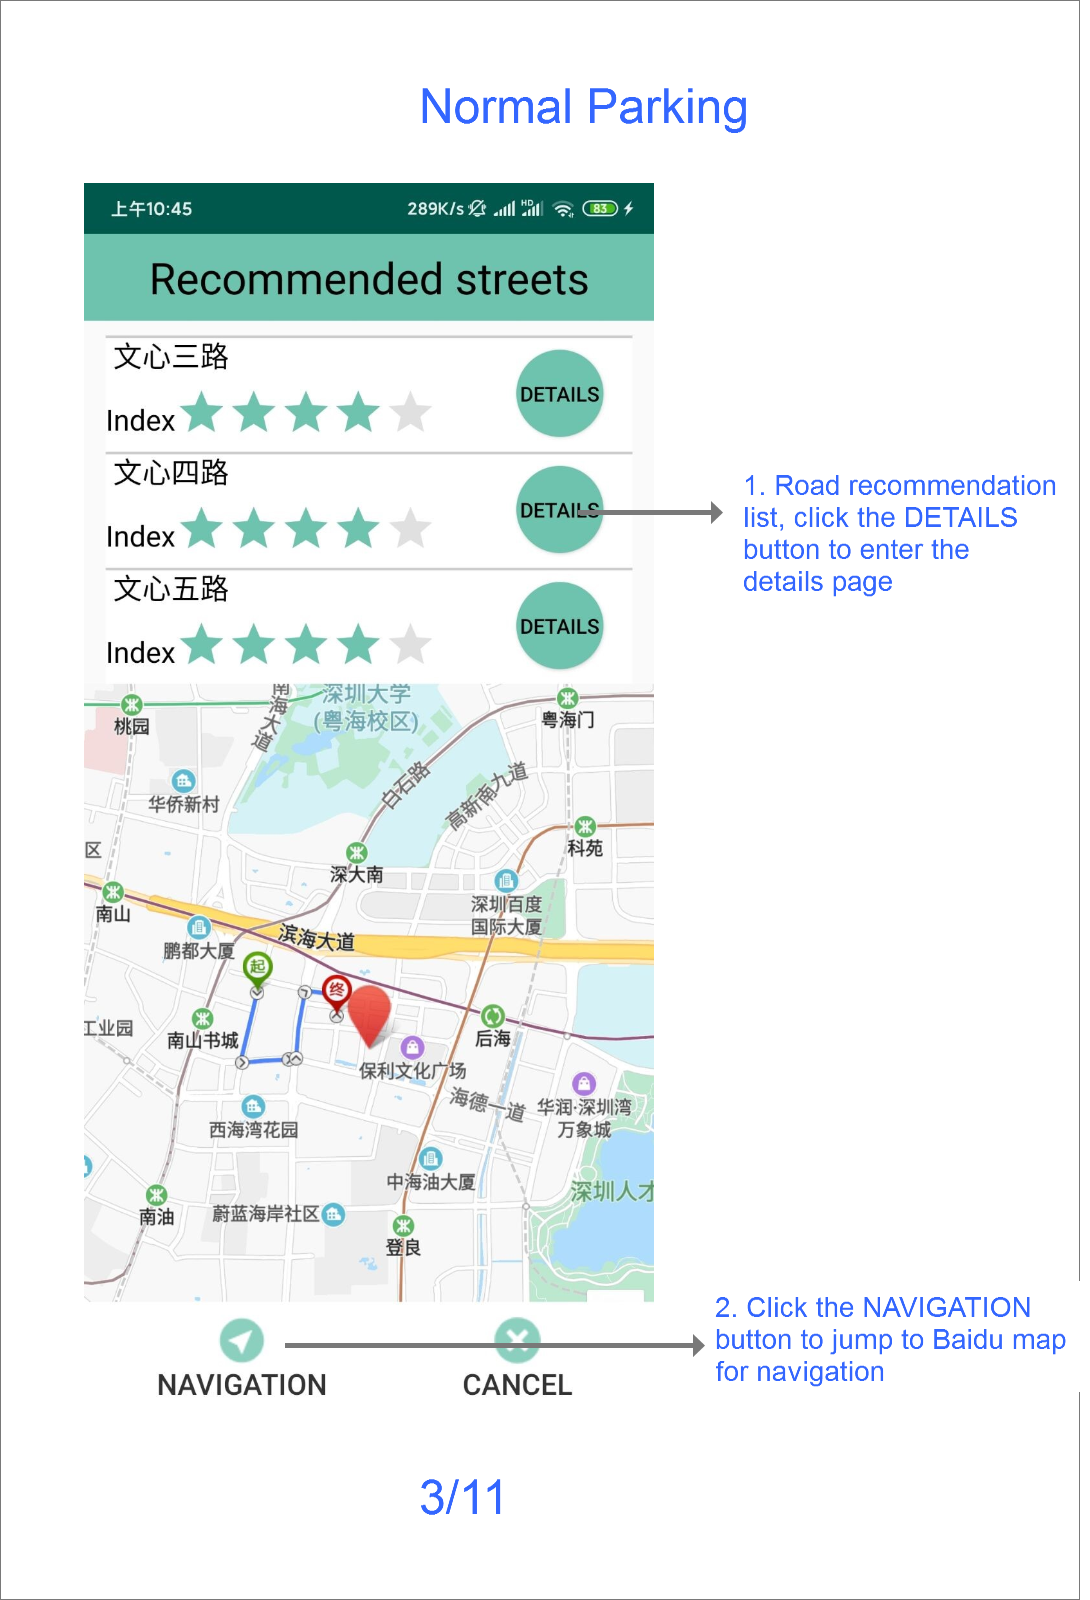 Normal Parking
上午10:45
289K/s
HD
83
Recommended streets
文心三路
Index
DETAILS
文心四路
Index
DETAILS
1. Road recommendation
list, click the DETAILS
button to enter the
details page
文心五路
Index
DETAILS
南海大道
深圳大学
(粤海校区)
粤海门
桃园
白石路
高新南九道
华侨新村
区
科苑
深大南
南山
深圳百度
国际大厦
滨海大道
鹏都大厦
起
终
工业园
南山书城
后海
保利文化广场
海德一道
华润·深圳湾
万象城
西海湾花园
中海油大厦
深圳人才
南油
蔚蓝海岸社区
登良
2. Click the NAVIGATION
button to jump to Baidu map
for navigation
NAVIGATION
CANCEL
3/11